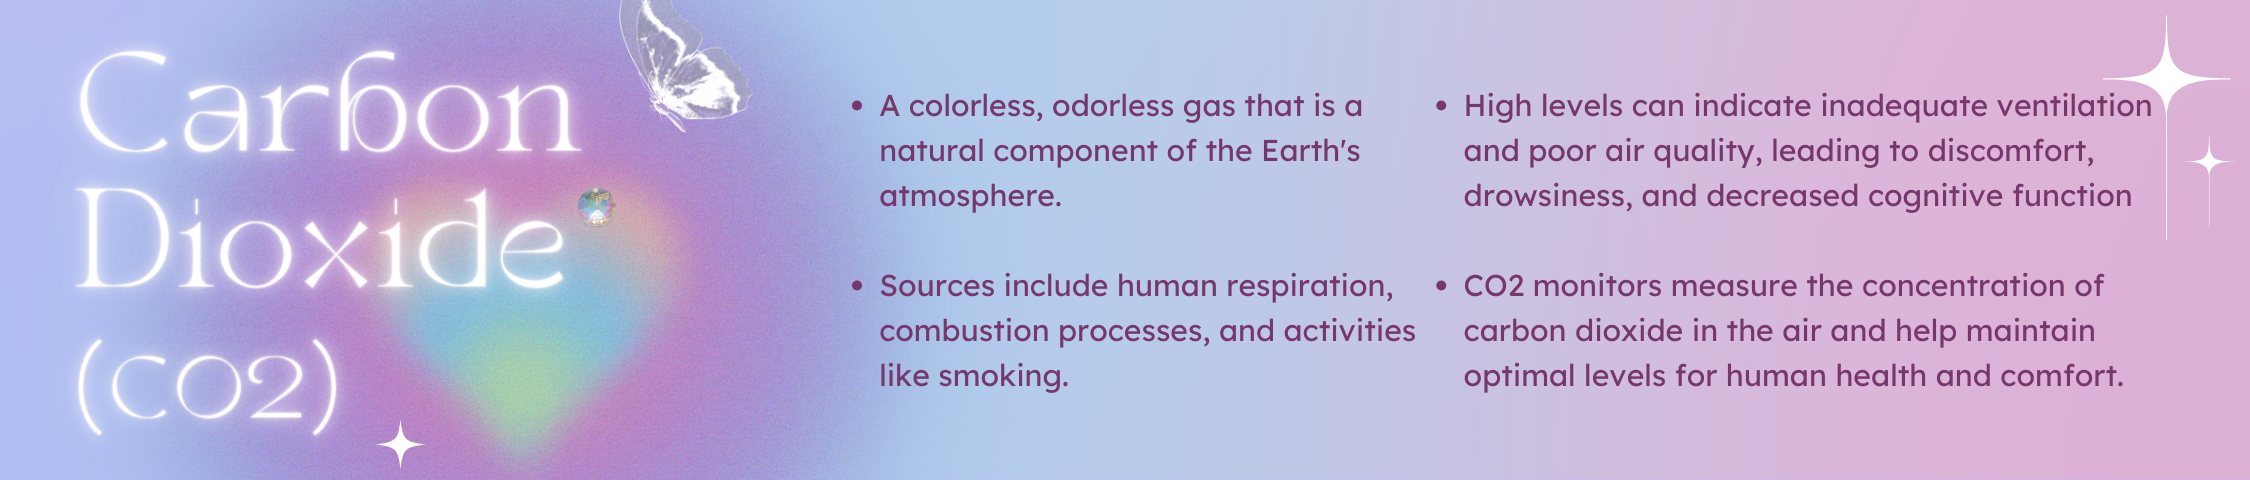 Carbon
Dioxide
(CO2)
• A colorless, odorless gas that is a
natural component of the Earth's
atmosphere.
• Sources include human respiration,
combustion processes, and activities
like smoking.
• High levels can indicate inadequate ventilation
and poor air quality, leading to discomfort,
drowsiness, and decreased cognitive function
• CO2 monitors measure the concentration of
carbon dioxide in the air and help maintain
optimal levels for human health and comfort.